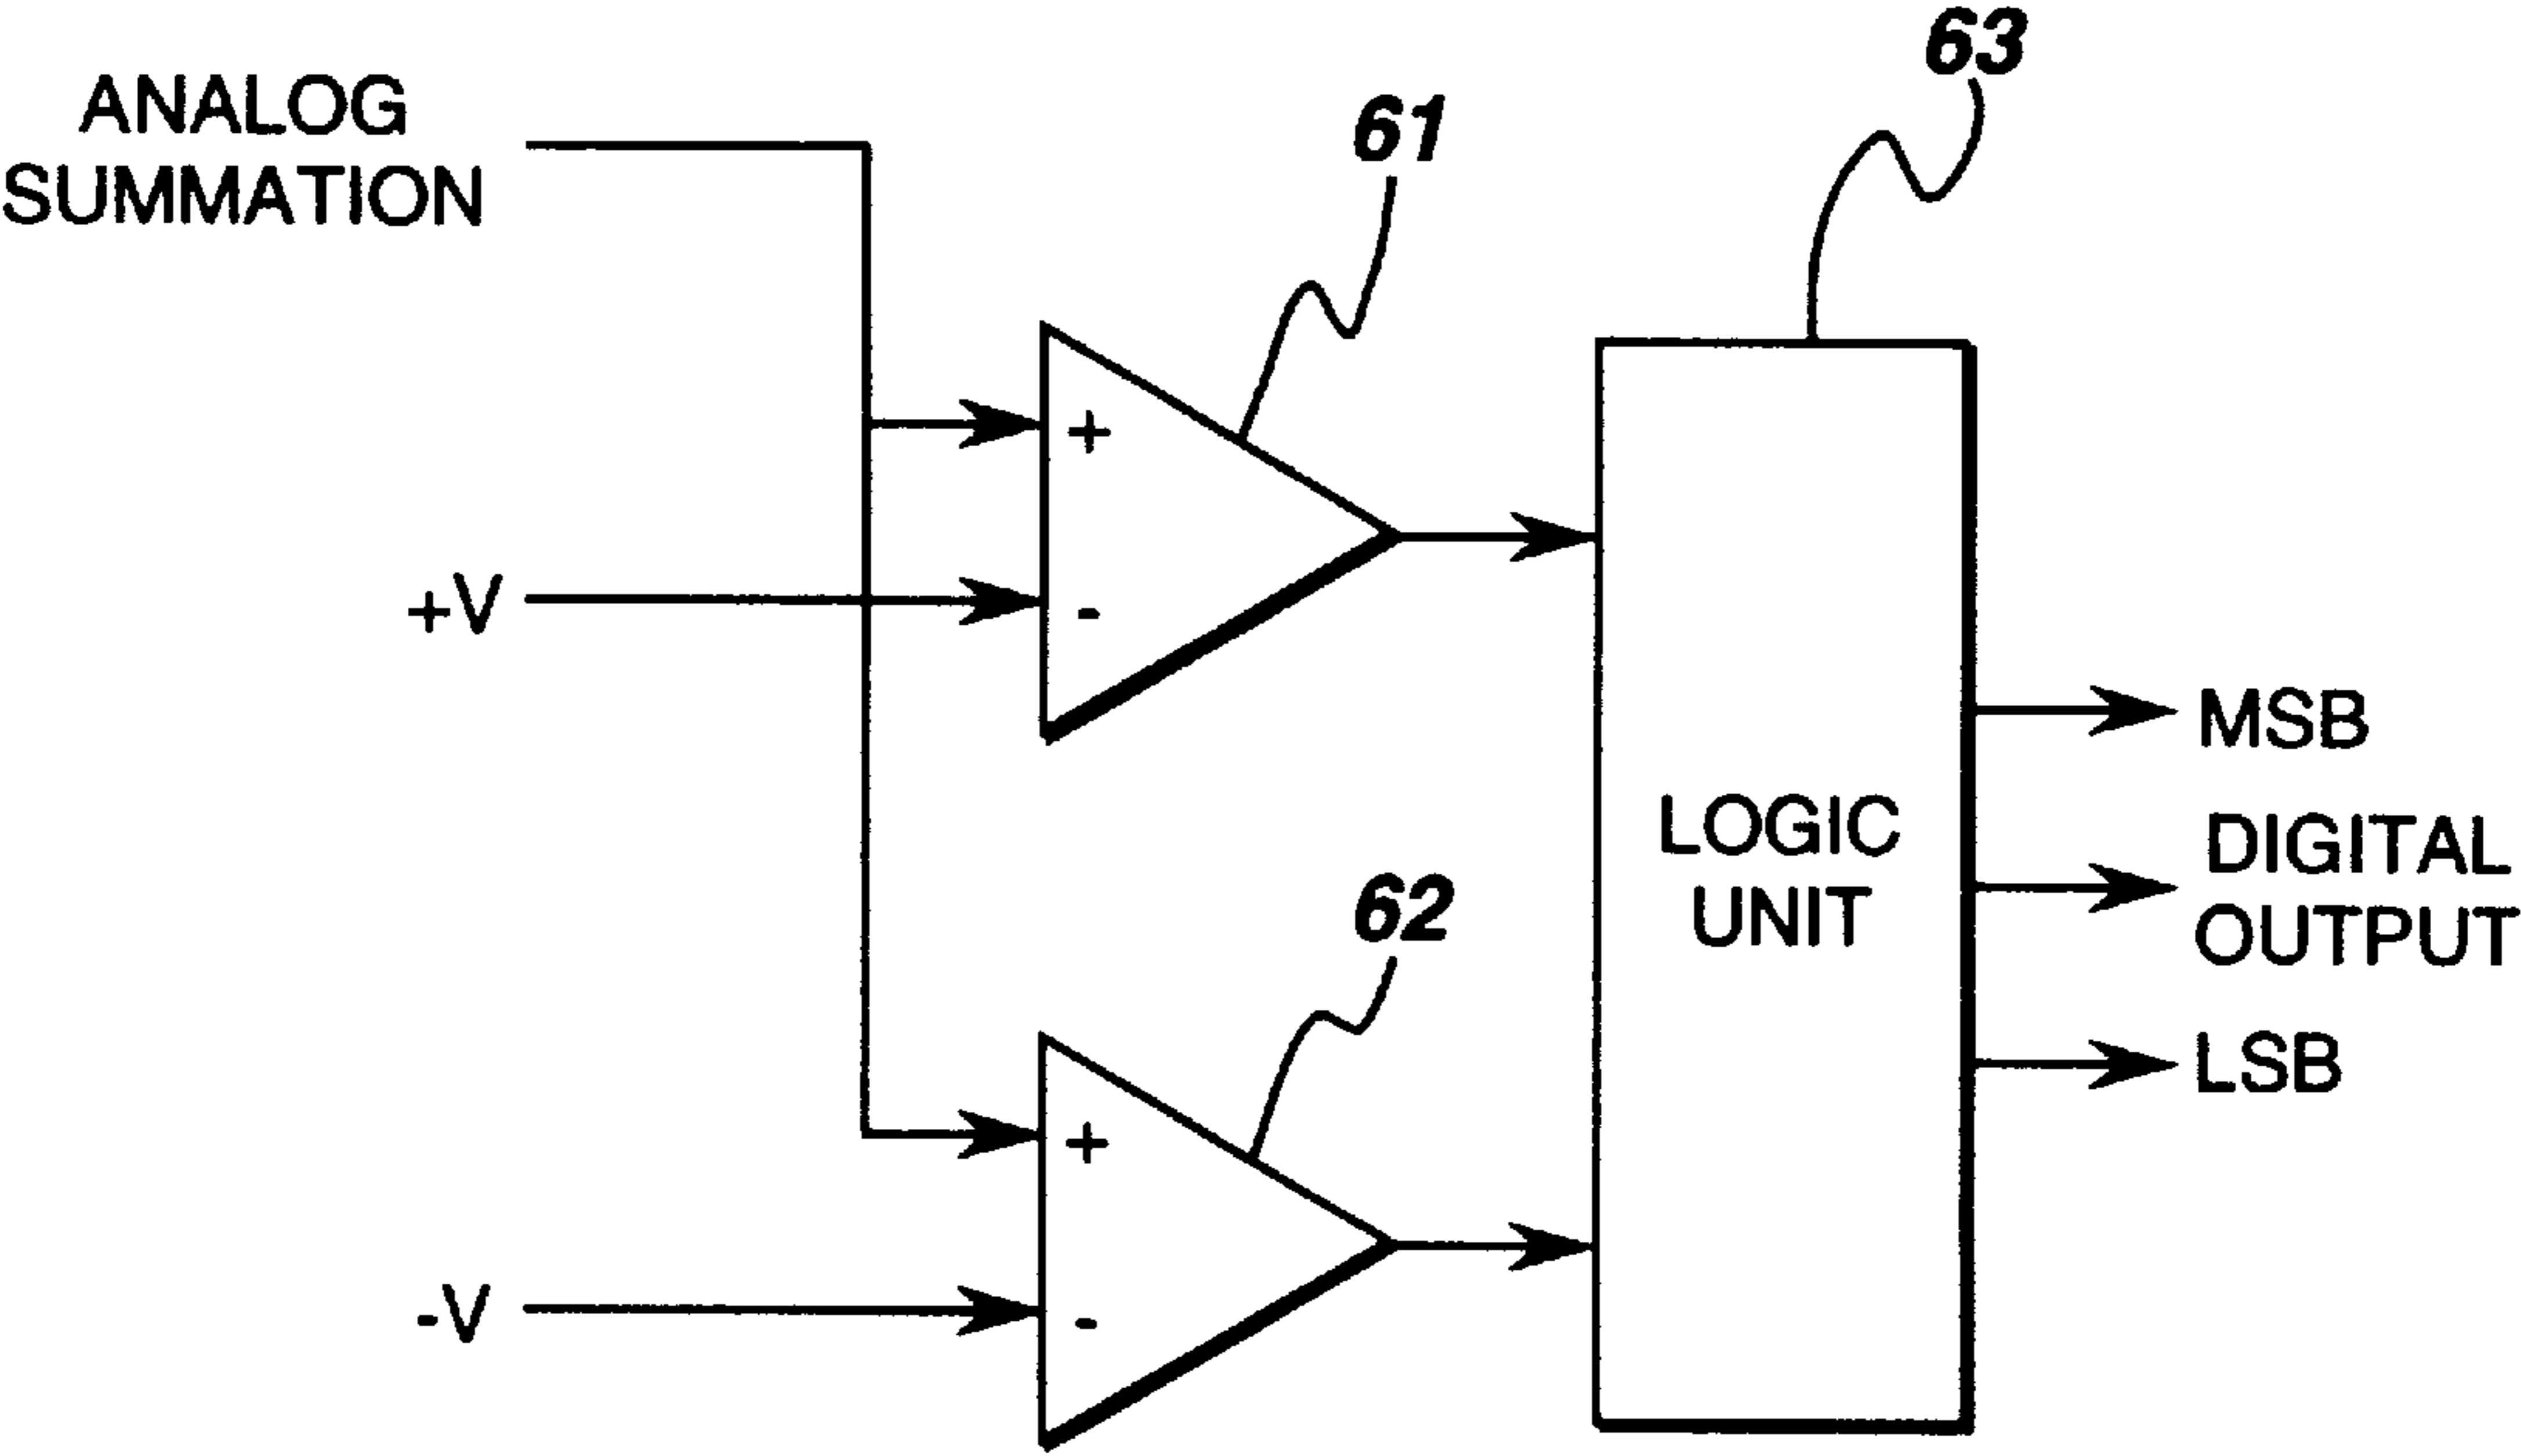 63
ANALOG
SUMMATION
61
+
+V
-
MSB
LOGIC
UNIT
DIGITAL
OUTPUT
62
LSB
+
-V
-